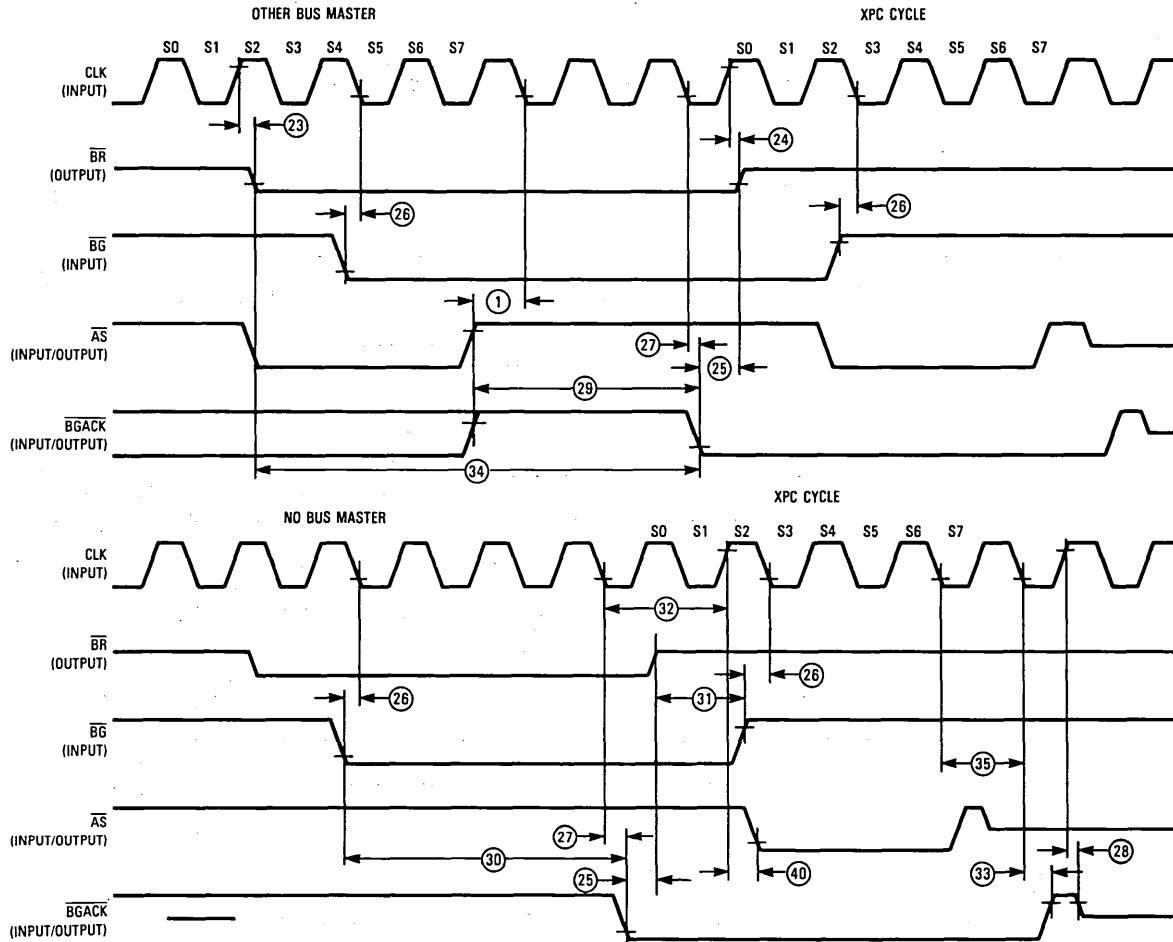 OTHER BUS MASTER XPC CYCLE
S0 S1 S2 S3 S4 S5 S6 S7 S0 S1 S2 S3 S4 S5 S6 S7
CLK
(INPUT)
23 24
BR
(OUTPUT)
26 26
BG
(INPUT)
1
AS
(INPUT/OUTPUT)
27
25
29
BGACK
(INPUT/OUTPUT)
34
XPC CYCLE
NO BUS MASTER
S0 S1 S2 S3 S4 S5 S6 S7
CLK
(INPUT)
32
BR
(OUTPUT)
26 31 26
BG
(INPUT)
35
AS
(INPUT/OUTPUT)
27
30 28
25 40 33
BGACK
(INPUT/OUTPUT)